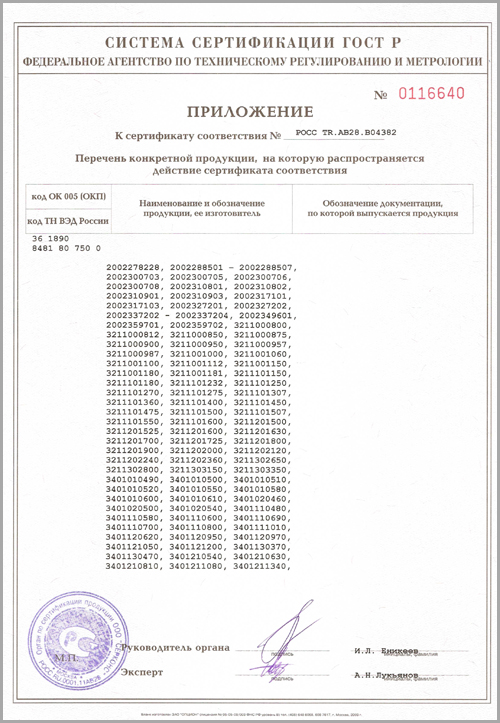 СИСТЕМА СЕРТИФИКАЦИИ ГОСТ Р
ФЕДЕРАЛЬНОЕ АГЕНТСТВО ПО ТЕХНИЧЕСКОМУ РЕГУЛИРОВАНИЮ И МЕТРОЛОГИИ
№ 0116640
ПРИЛОЖЕНИЕ
К сертификату соответствия № РОСС TR.АВ28.В04382
Перечень конкретной продукции, на которую распространяется
действие сертификата соответствия
код ОК 005 (ОКП)
код ТН ВЭД России
Наименование и обозначение
продукции, ее изготовитель
Обозначение документации,
по которой выпускается продукция
36 1890
8481 80 750 0
2002278228, 2002288501 – 2002288507,
2002300703, 2002300705, 2002300706,
2002300708, 2002310801, 2002310802,
2002310901, 2002310903, 2002317101,
2002317103, 2002327201, 2002327202,
2002337202 – 2002337204, 2002349601,
2002359701, 2002359702, 3211000800,
3211000812, 3211000850, 3211000875,
3211000900, 3211000950, 3211000957,
3211000987, 3211001000, 3211001060,
3211001100, 3211001112, 3211001150,
3211001180, 3211001181, 3211101150,
3211101180, 3211101232, 3211101250,
3211101270, 3211101275, 3211101307,
3211101360, 3211101400, 3211101450,
3211101475, 3211101500, 3211101507,
3211101550, 3211101600, 3211201500,
3211201525, 3211201600, 3211201630,
3211201700, 3211201725, 3211201800,
3211201900, 3211202000, 3211202120,
3211202240, 3211202360, 3211302650,
3211302800, 3211303150, 3211303350,
3401010490, 3401010500, 3401010510,
3401010520, 3401010550, 3401010580,
3401010600, 3401010610, 3401020460,
3401020500, 3401020540, 3401110480,
3401110580, 3401110600, 3401110690,
3401110700, 3401110800, 3401111010,
3401120620, 3401120950, 3401120970,
3401121050, 3401121200, 3401130370,
3401130470, 3401210540, 3401210630,
3401210810, 3401211080, 3401211340,
М.П.
Руководитель органа
подпись
И.Л. Еникеев
инициалы, фамилия
Эксперт
подпись
А.Н.Лукьянов
инициалы, фамилия